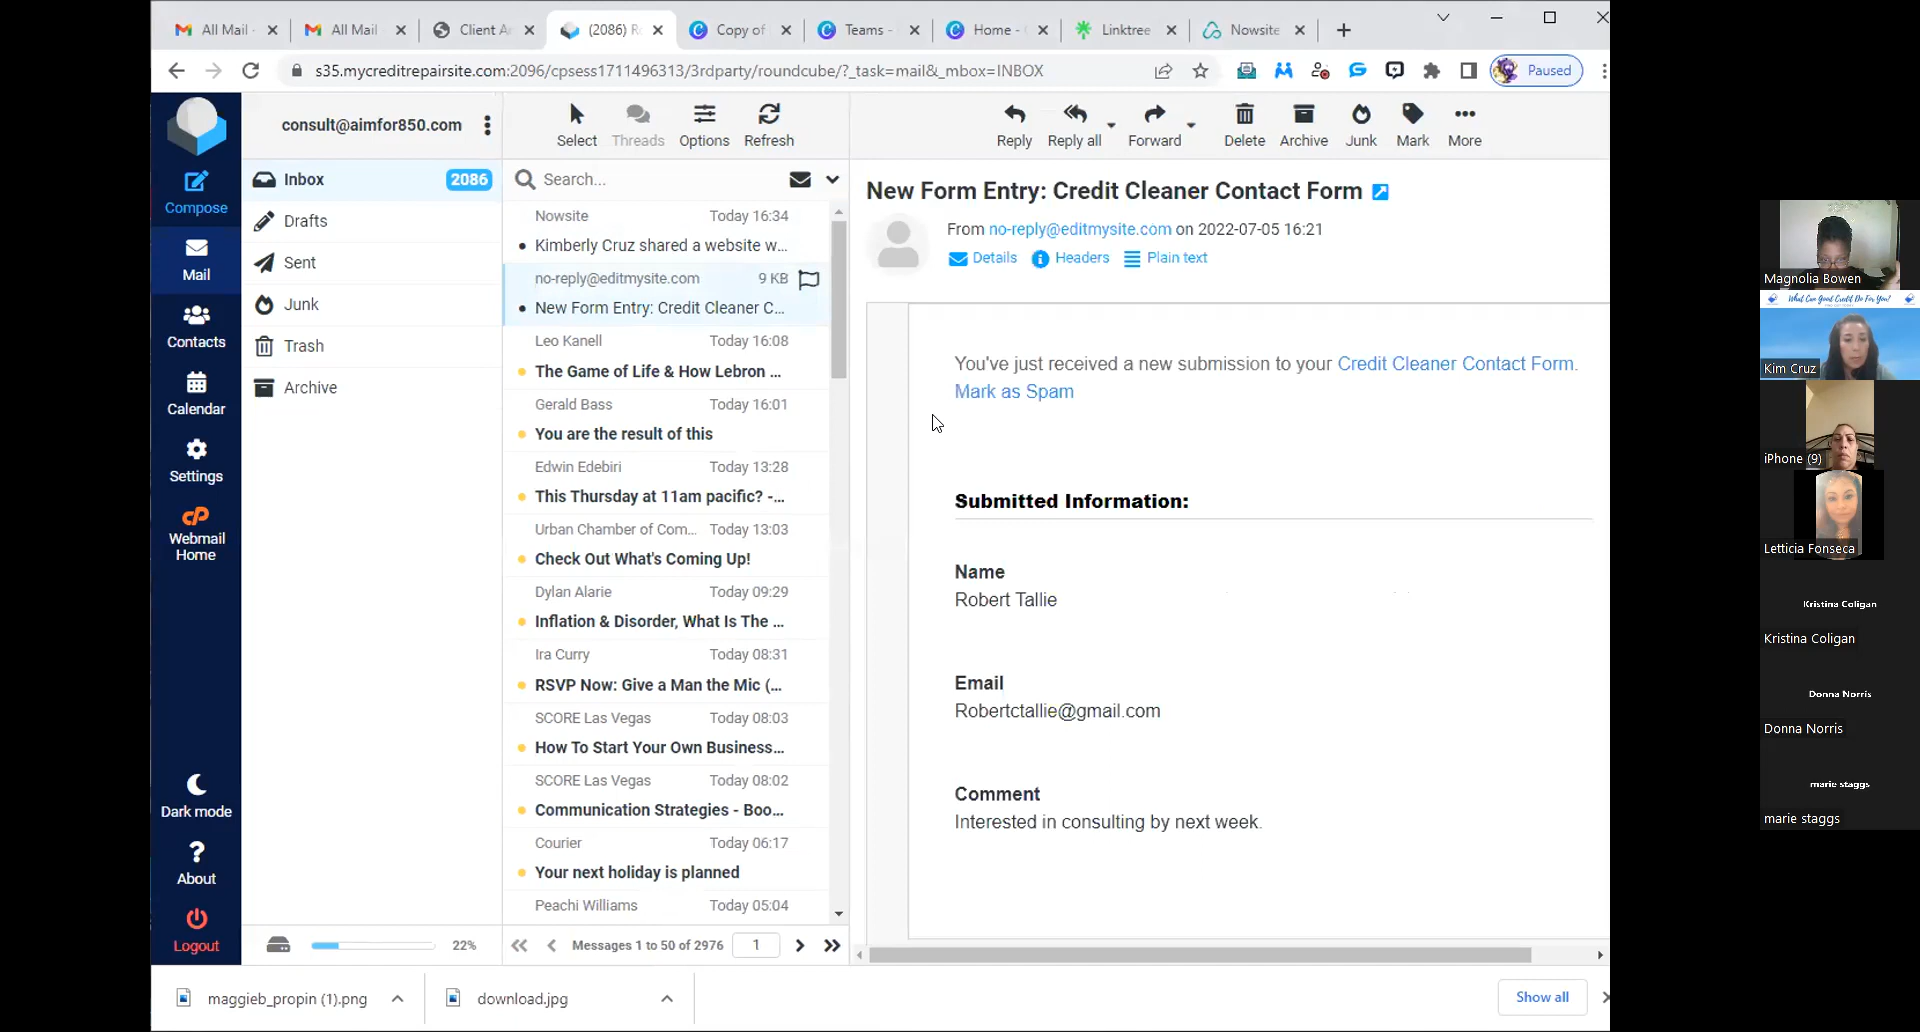 All Mail -
All Mail
Client A
(2086) R
Copy of
Teams -
Home -
Linktree
Nowsite
s35.mycreditrepairsite.com:2096/cpsess1711496313/3rdparty/roundcube/?_task=mail&_mbox=INBOX
Paused
consult@aimfor850.com
Select
Threads
Options
Refresh
Reply
Reply all
Forward
Delete
Archive
Junk
Mark
More
Compose
Mail
Contacts
Calendar
Settings
cP
Webmail
Home
Dark mode
?
About
Logout
Inbox
2086
Drafts
Sent
Junk
Trash
Archive
22%
Search...
Nowsite Today 16:34
Kimberly Cruz shared a website w...
no-reply@editmysite.com 9 KB
New Form Entry: Credit Cleaner C...
Leo Kanell Today 16:08
The Game of Life & How Lebron ...
Gerald Bass Today 16:01
You are the result of this
Edwin Edebiri Today 13:28
This Thursday at 11am pacific? -...
Urban Chamber of Com... Today 13:03
Check Out What's Coming Up!
Dylan Alarie Today 09:29
Inflation & Disorder, What Is The ...
Ira Curry Today 08:31
RSVP Now: Give a Man the Mic (...
SCORE Las Vegas Today 08:03
How To Start Your Own Business...
SCORE Las Vegas Today 08:02
Communication Strategies - Boo...
Courier Today 06:17
Your next holiday is planned
Peachi Williams Today 05:04
Messages 1 to 50 of 2976
1
New Form Entry: Credit Cleaner Contact Form
From no-reply@editmysite.com on 2022-07-05 16:21
Details
Headers
Plain text
You've just received a new submission to your Credit Cleaner Contact Form.
Mark as Spam
Submitted Information:
Name
Robert Tallie
Email
Robertctallie@gmail.com
Comment
Interested in consulting by next week.
maggieb_propin (1).png
download.jpg
Show all
Magnolia Bowen
What Can Good Credit Do For You!
Kim Cruz
iPhone (9)
Letticia Fonseca
Kristina Coligan
Kristina Coligan
Donna Norris
Donna Norris
marie staggs
marie staggs